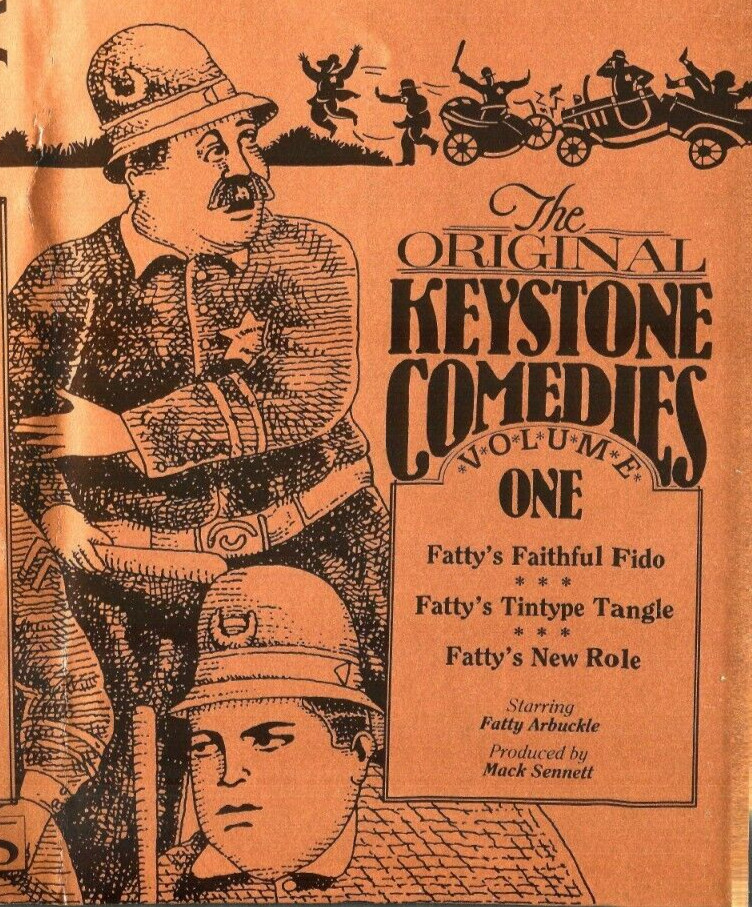 The
ORIGINAL
KEYSTONE
COMEDIES
*V*O*L*U*M*E*
ONE
Fatty's Faithful Fido
* * *
Fatty's Tintype Tangle
* * *
Fatty's New Role
Starring
Fatty Arbuckle
Produced by
Mack Sennett